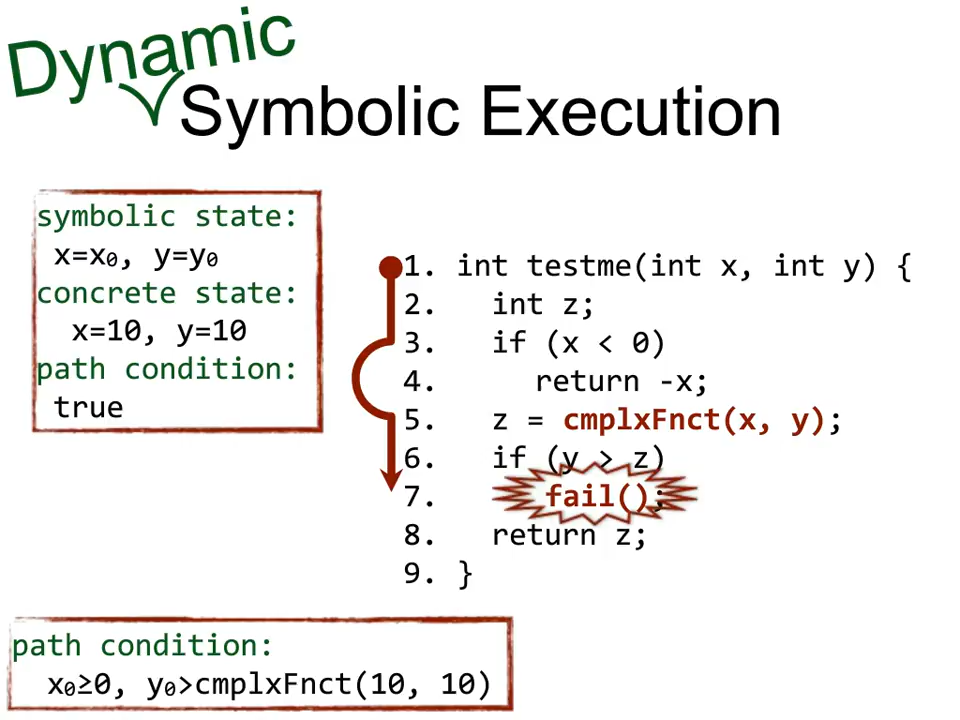 Dynamic
Symbolic Execution
symbolic state:
x=x₀, y=y₀
concrete state:
x=10, y=10
path condition:
true
1. int testme(int x, int y) {
2. int z;
3. if (x < 0)
4. return -x;
5. z = cmplxFnct(x, y);
6. if (y > z)
7. fail();
8. return z;
9. }
path condition:
x₀≥0, y₀>cmplxFnct(10, 10)